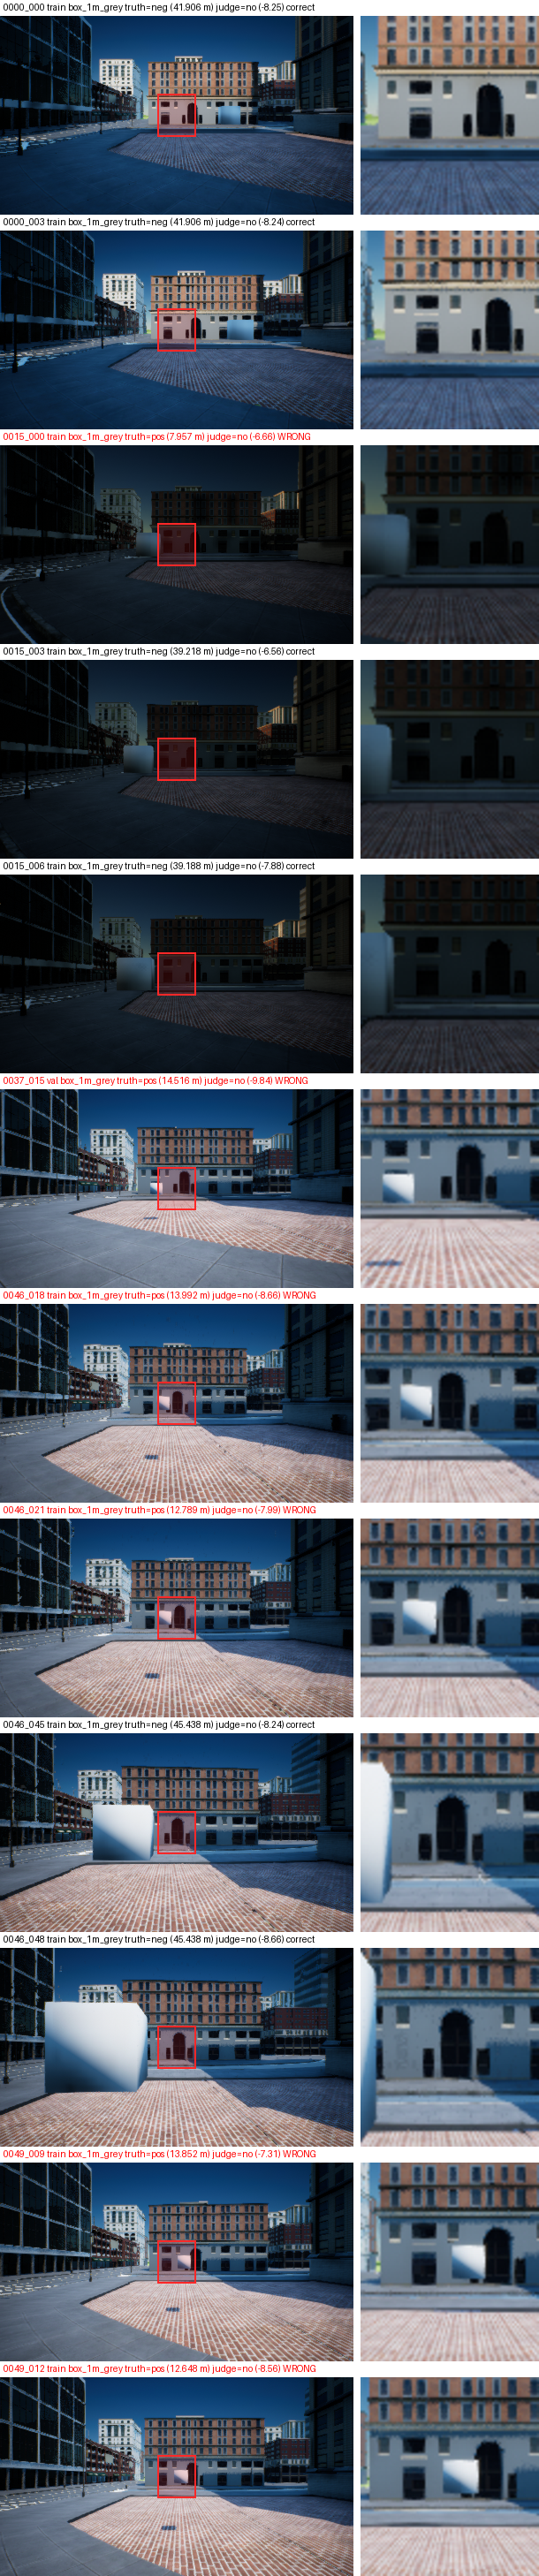 0000_000 train box_1m_grey truth=neg (41.906 m) judge=no (-8.25) correct
0000_003 train box_1m_grey truth=neg (41.906 m) judge=no (-8.24) correct
0015_000 train box_1m_grey truth=pos (7.957 m) judge=no (-6.66) WRONG
0015_003 train box_1m_grey truth=neg (39.218 m) judge=no (-6.56) correct
0015_006 train box_1m_grey truth=neg (39.188 m) judge=no (-7.88) correct
0037_015 val box_1m_grey truth=pos (14.516 m) judge=no (-9.84) WRONG
0046_018 train box_1m_grey truth=pos (13.992 m) judge=no (-8.66) WRONG
0046_021 train box_1m_grey truth=pos (12.789 m) judge=no (-7.99) WRONG
0046_045 train box_1m_grey truth=neg (45.438 m) judge=no (-8.24) correct
0046_048 train box_1m_grey truth=neg (45.438 m) judge=no (-8.66) correct
0049_009 train box_1m_grey truth=pos (13.852 m) judge=no (-7.31) WRONG
0049_012 train box_1m_grey truth=pos (12.648 m) judge=no (-8.56) WRONG